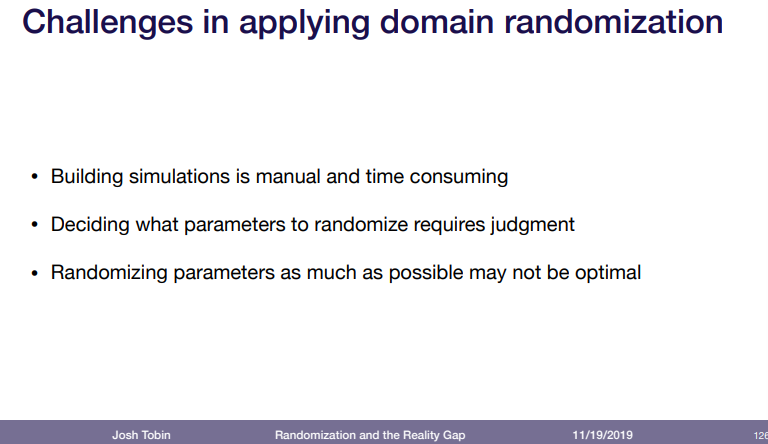 Challenges in applying domain randomization
• Building simulations is manual and time consuming
• Deciding what parameters to randomize requires judgment
• Randomizing parameters as much as possible may not be optimal
Josh Tobin Randomization and the Reality Gap 11/19/2019 126